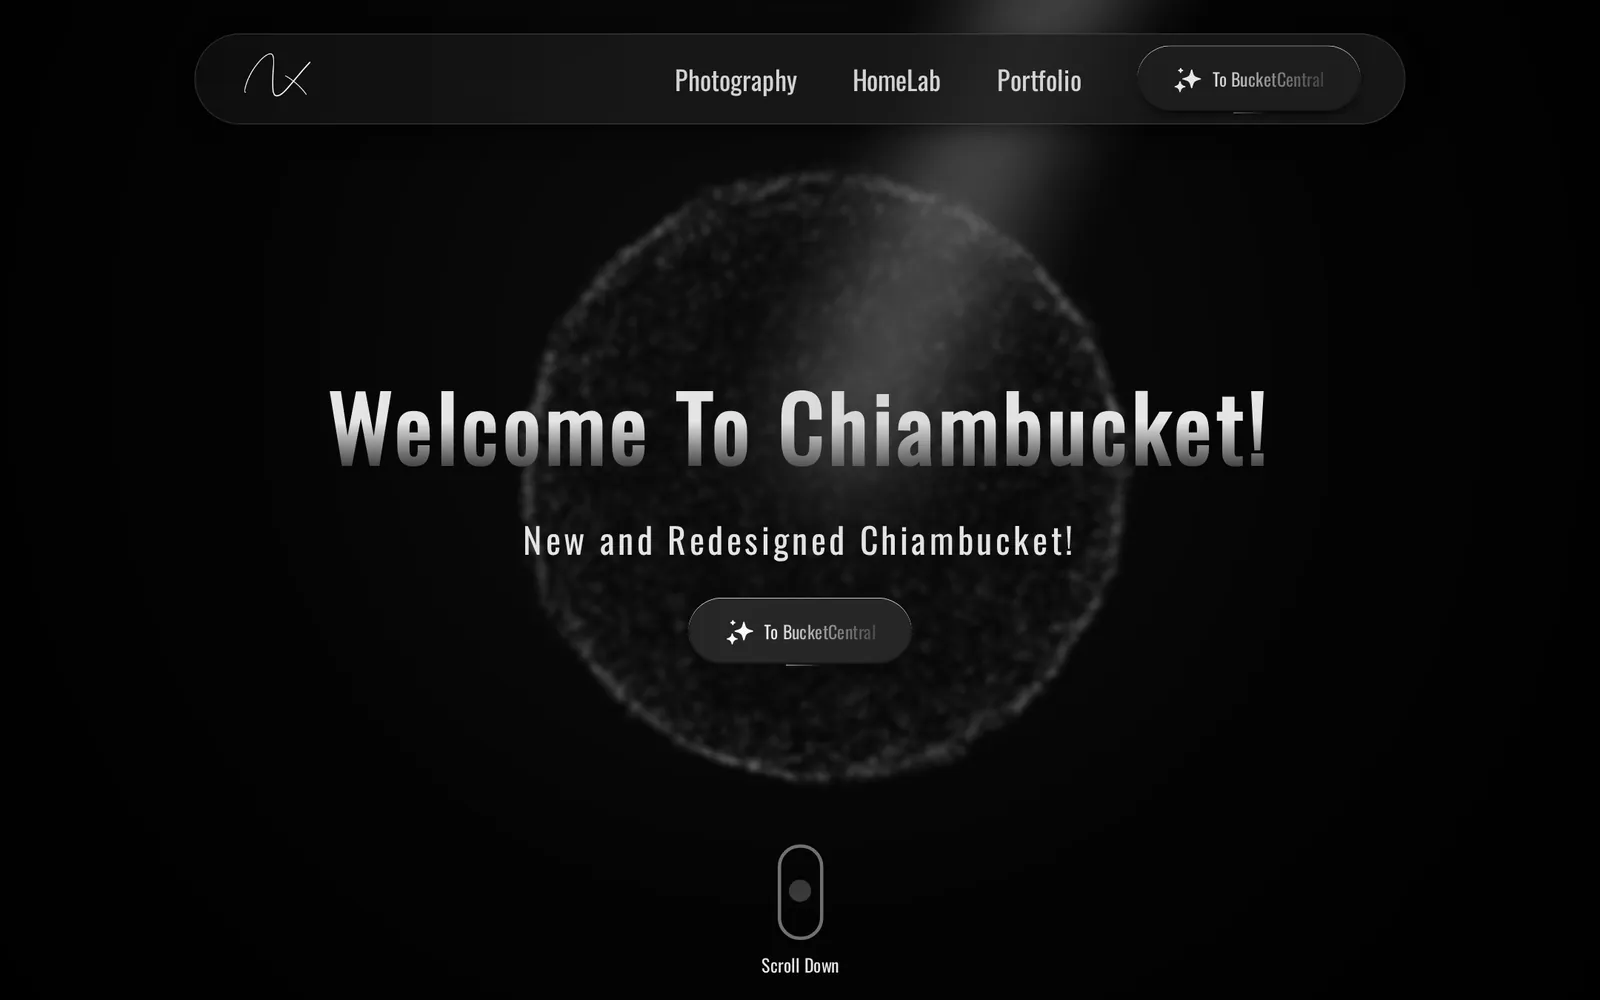 Photography
HomeLab
Portfolio
To BucketCentral
Welcome To Chiambucket!
New and Redesigned Chiambucket!
To BucketCentral
Scroll Down